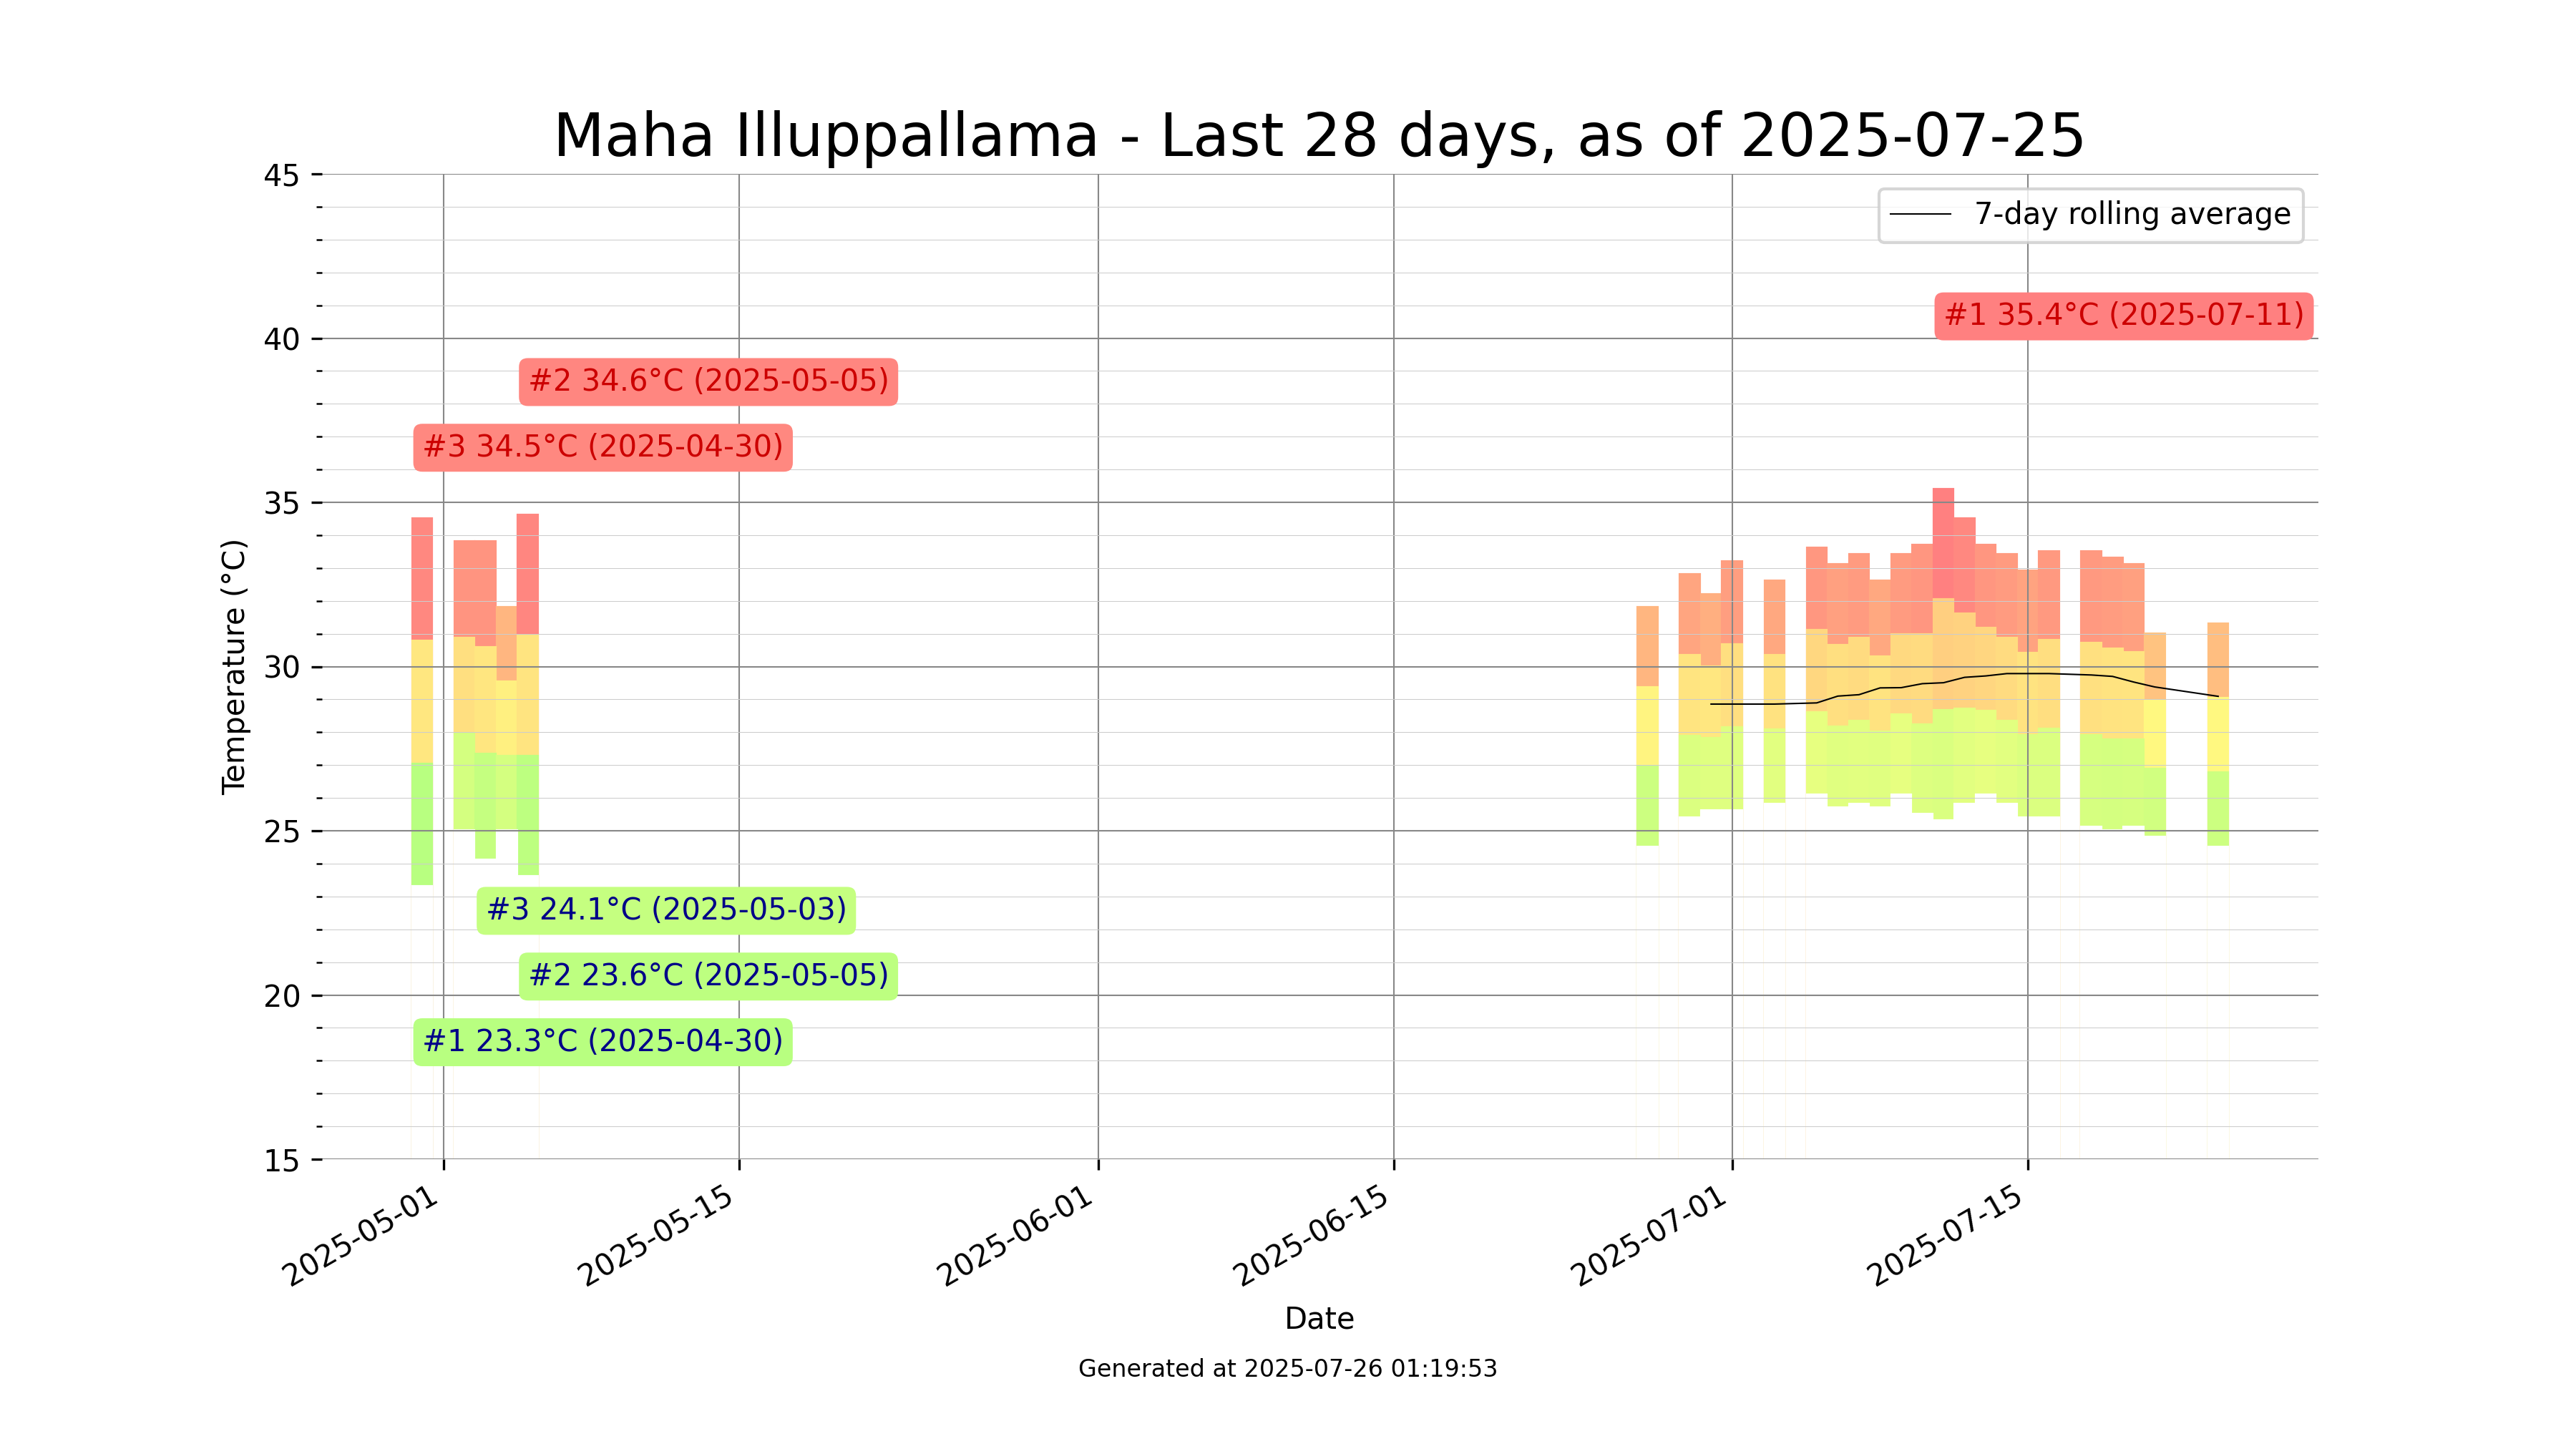 Maha Illuppallama - Last 28 days, as of 2025-07-25
45
40
35
30
25
20
15
Temperature (°C)
7-day rolling average
#1 35.4°C (2025-07-11)
#2 34.6°C (2025-05-05)
#3 34.5°C (2025-04-30)
#3 24.1°C (2025-05-03)
#2 23.6°C (2025-05-05)
#1 23.3°C (2025-04-30)
2025-05-01
2025-05-15
2025-06-01
2025-06-15
2025-07-01
2025-07-15
Date
Generated at 2025-07-26 01:19:53